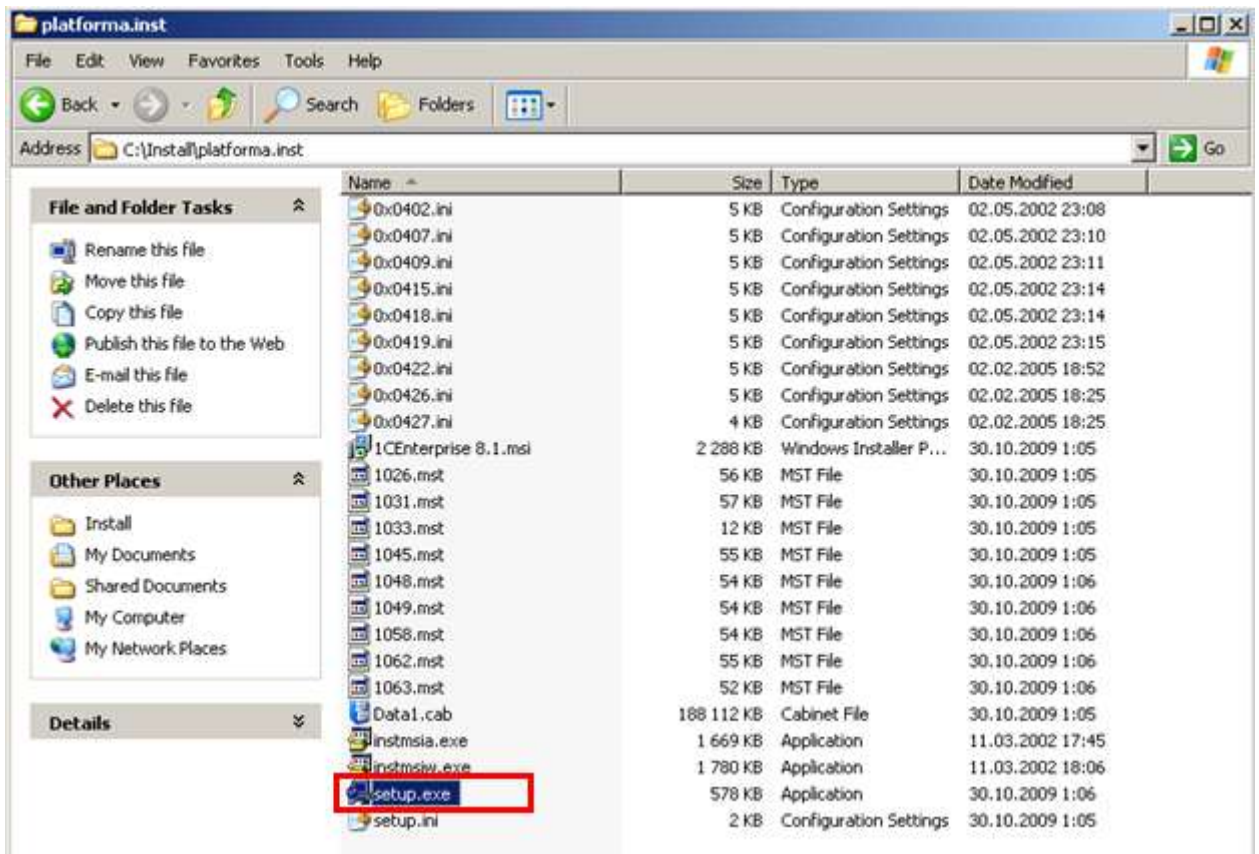 platforma.inst
File Edit View Favorites Tools Help
Back Search Folders
Address C:\Install\platforma.inst Go
File and Folder Tasks
Rename this file
Move this file
Copy this file
Publish this file to the Web
E-mail this file
Delete this file
Other Places
Install
My Documents
Shared Documents
My Computer
My Network Places
Details
Name Size Type Date Modified
0x0402.ini 5 KB Configuration Settings 02.05.2002 23:08
0x0407.ini 5 KB Configuration Settings 02.05.2002 23:10
0x0409.ini 5 KB Configuration Settings 02.05.2002 23:11
0x0415.ini 5 KB Configuration Settings 02.05.2002 23:14
0x0418.ini 5 KB Configuration Settings 02.05.2002 23:14
0x0419.ini 5 KB Configuration Settings 02.05.2002 23:15
0x0422.ini 5 KB Configuration Settings 02.02.2005 18:52
0x0426.ini 5 KB Configuration Settings 02.02.2005 18:25
0x0427.ini 4 KB Configuration Settings 02.02.2005 18:25
1CEnterprise 8.1.msi 2 288 KB Windows Installer P... 30.10.2009 1:05
1026.mst 56 KB MST File 30.10.2009 1:05
1031.mst 57 KB MST File 30.10.2009 1:05
1033.mst 12 KB MST File 30.10.2009 1:05
1045.mst 55 KB MST File 30.10.2009 1:05
1048.mst 54 KB MST File 30.10.2009 1:06
1049.mst 54 KB MST File 30.10.2009 1:06
1058.mst 54 KB MST File 30.10.2009 1:06
1062.mst 55 KB MST File 30.10.2009 1:06
1063.mst 52 KB MST File 30.10.2009 1:06
Data1.cab 188 112 KB Cabinet File 30.10.2009 1:05
instmsia.exe 1 669 KB Application 11.03.2002 17:45
instmsiw.exe 1 780 KB Application 11.03.2002 18:06
setup.exe 578 KB Application 30.10.2009 1:06
setup.ini 2 KB Configuration Settings 30.10.2009 1:05